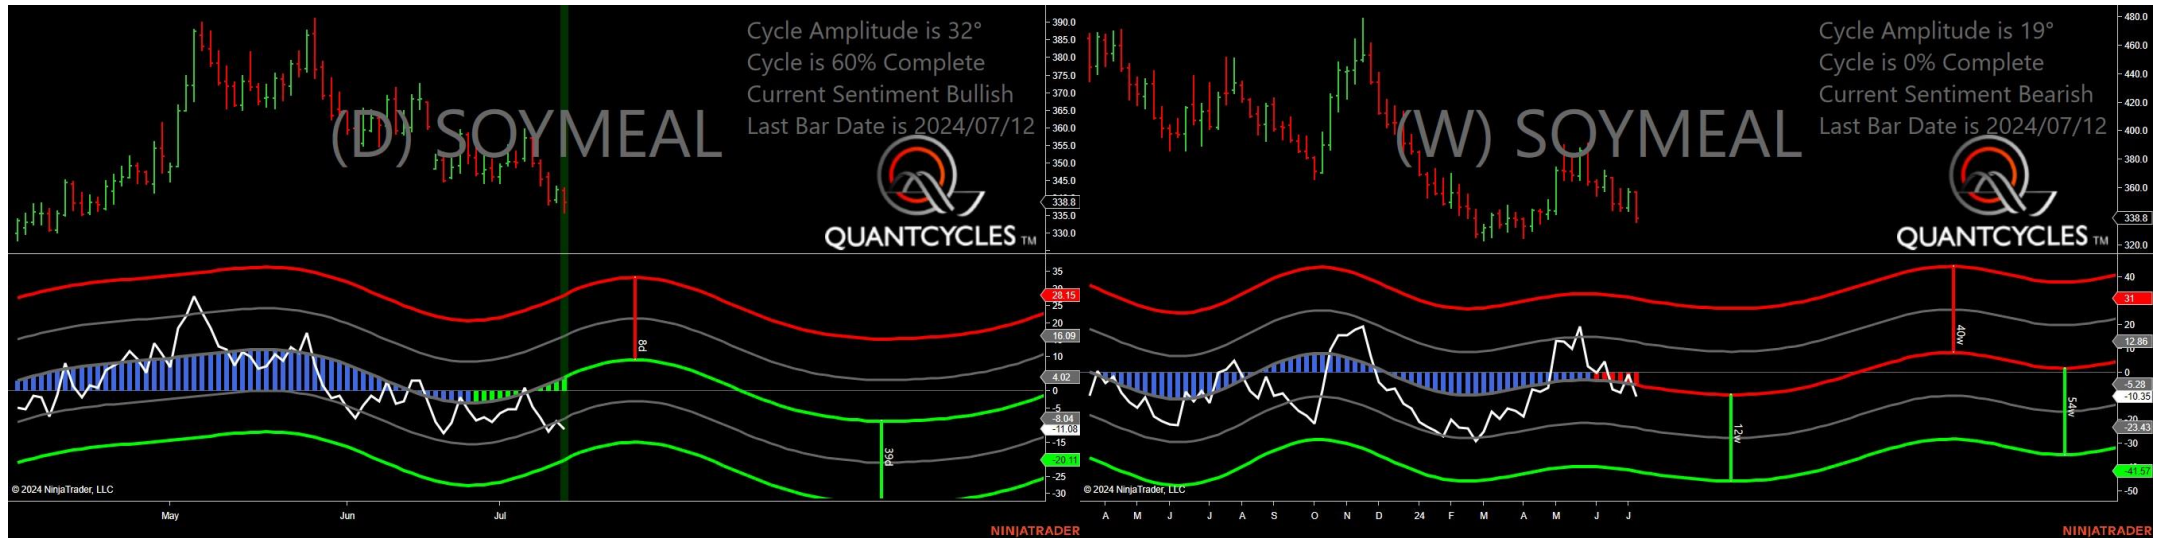 Cycle Amplitude is 32°
Cycle is 60% Complete
Current Sentiment Bullish
Last Bar Date is 2024/07/12
(D) SOYMEAL
QUANTCYCLES TM
390.0
385.0
380.0
375.0
370.0
365.0
360.0
355.0
350.0
345.0
338.8
335.0
330.0
35
28.15
25
20
16.09
10
4.02
0
-5
-8.04
-11.08
-15
-20.11
-25
-30
8d
39d
© 2024 NinjaTrader, LLC
May Jun Jul
NINJATRADER
Cycle Amplitude is 19°
Cycle is 0% Complete
Current Sentiment Bearish
Last Bar Date is 2024/07/12
(W) SOYMEAL
QUANTCYCLES TM
480.0
460.0
440.0
420.0
400.0
380.0
360.0
338.8
320.0
40
31
20
12.86
10
0
-5.28
-10.35
-23.43
-30
-41.57
-50
40w
12w
54w
© 2024 NinjaTrader, LLC
A M J J A S O N D 24 F M A M J J
NINJATRADER